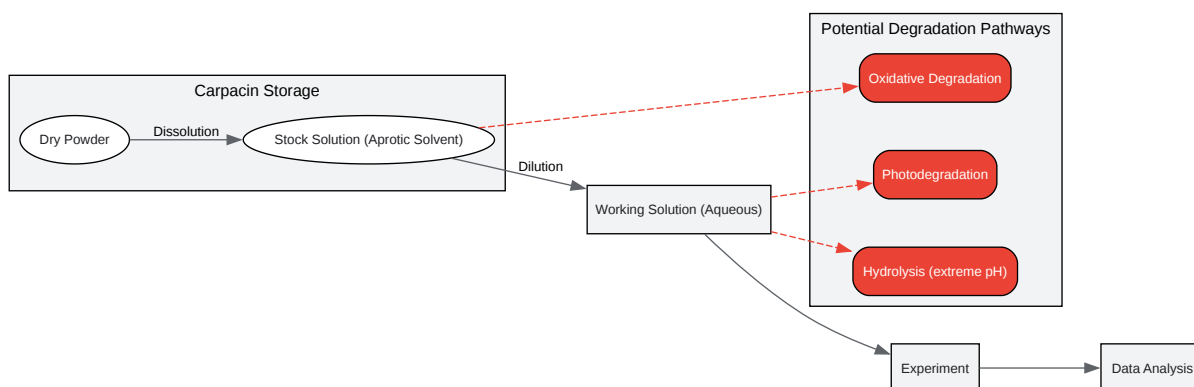 Potential Degradation Pathways
Oxidative Degradation
Carpacin Storage
Dry Powder
Dissolution
Stock Solution (Aprotic Solvent)
Dilution
Photodegradation
Working Solution (Aqueous)
Hydrolysis (extreme pH)
Experiment
Data Analysis